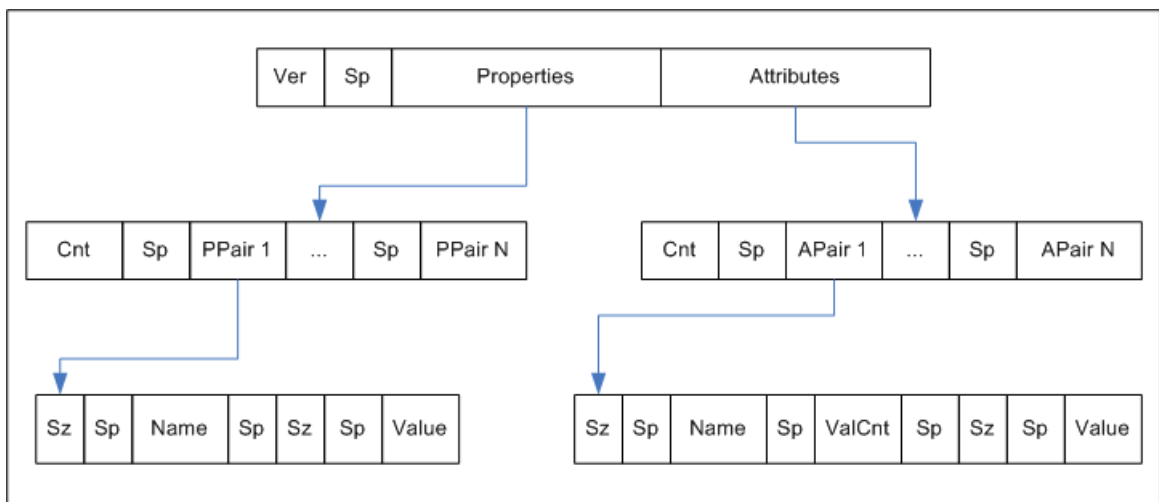 Ver Sp Properties Attributes
Cnt Sp PPair 1 ... Sp PPair N
Cnt Sp APair 1 ... Sp APair N
Sz Sp Name Sp Sz Sp Value
Sz Sp Name Sp ValCnt Sp Sz Sp Value